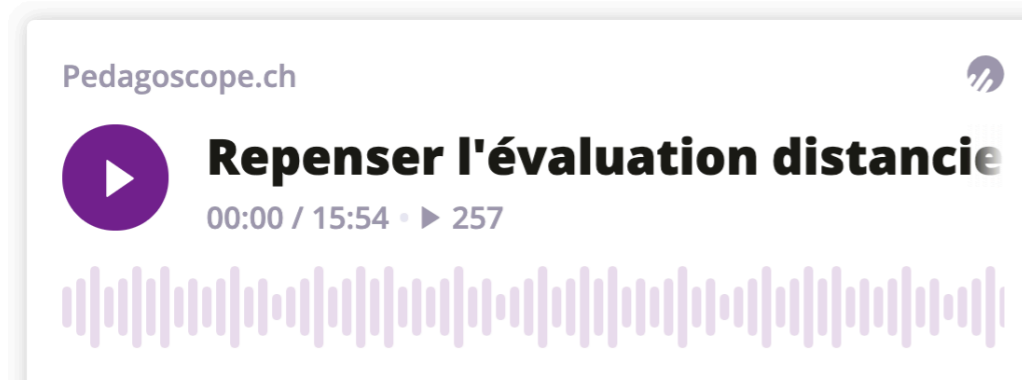 Pedagoscope.ch
Repenser l'évaluation distancie
00:00 / 15:54 • ▶ 257